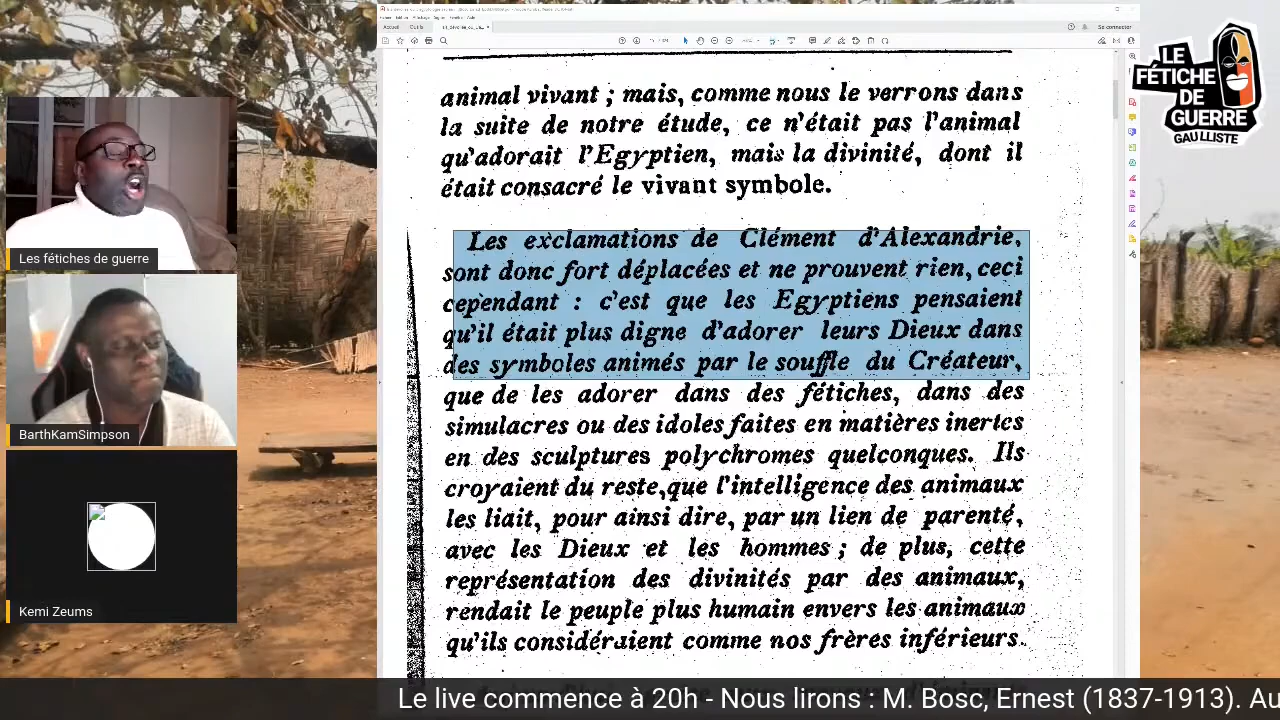 Accueil
Outils
Se connecter
LE
FÉTICHE
DE
GUERRE
GAULLISTE
animal vivant ; mais, comme nous le verrons dans
la suite de notre étude, ce n'était pas l'animal
qu'adorait l'Egyptien, mais la divinité, dont il
était consacré le vivant symbole.
Les exclamations de Clément d'Alexandrie,
sont donc fort déplacées et ne prouvent rien, ceci
cependant : c'est que les Egyptiens pensaient
qu'il était plus digne d'adorer leurs Dieux dans
des symboles animés par le souffle du Créateur,
que de les adorer dans des fétiches, dans des
simulacres ou des idoles faites en matières inertes
en des sculptures polychromes quelconques. Ils
croyaient du reste, que l'intelligence des animaux
les liait, pour ainsi dire, par un lien de parenté,
avec les Dieux et les hommes ; de plus, cette
représentation des divinités par des animaux,
rendait le peuple plus humain envers les animaux
qu'ils considéraient comme nos frères inférieurs.
Les fétiches de guerre
BarthKamSimpson
Kemi Zeums
Le live commence à 20h - Nous lirons : M. Bosc, Ernest (1837-1913). Au